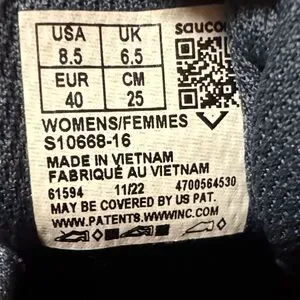 USA UK saucony
8.5 6.5
EUR CM
40 25
WOMENS/FEMMES
S10668-16
MADE IN VIETNAM
FABRIQUÉ AU VIETNAM
61594 11/22 4700564530
MAY BE COVERED BY US PAT.
WWW.PATENTS.WWWINC.COM